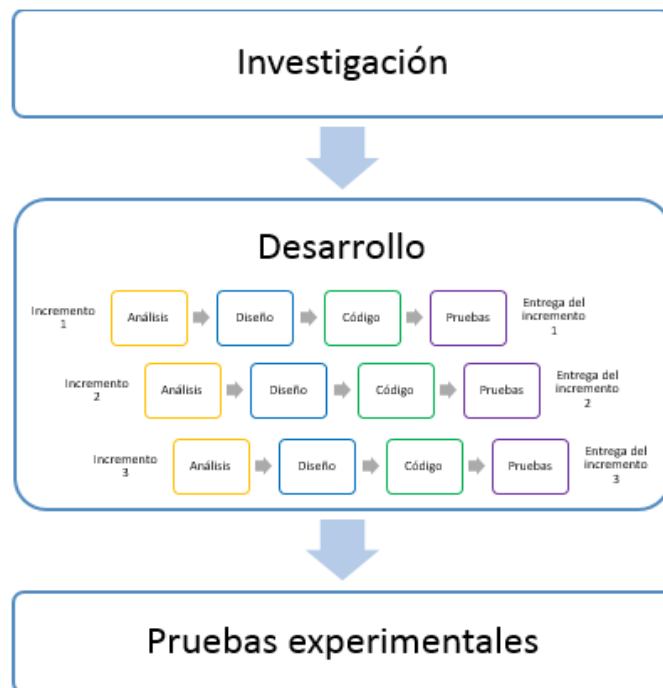 Investigación
Desarrollo
Incremento
1
Análisis
Diseño
Código
Pruebas
Entrega del
incremento
1
Incremento
2
Análisis
Diseño
Código
Pruebas
Entrega del
incremento
2
Incremento
3
Análisis
Diseño
Código
Pruebas
Entrega del
incremento
3
Pruebas experimentales